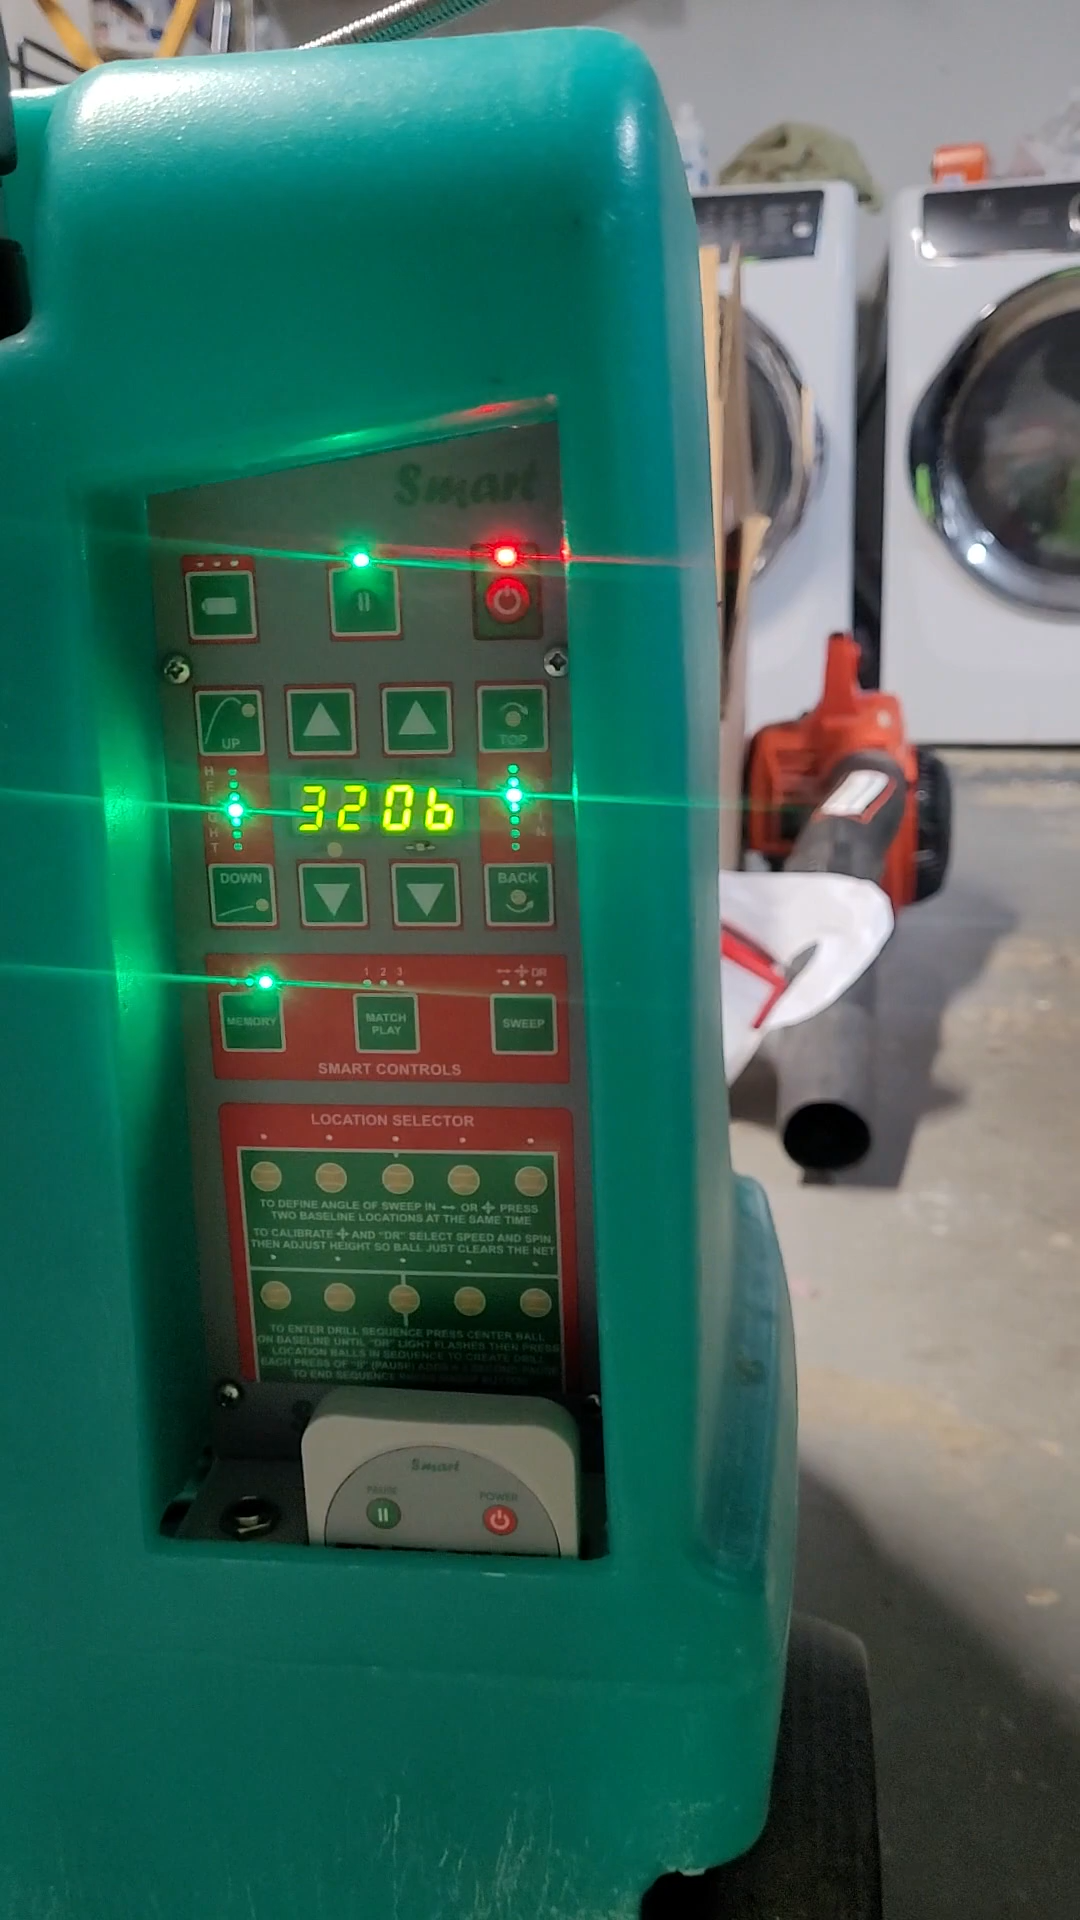 Smart
UP
TOP
HEIGHT
3206
DOWN
BACK
1 2 3
DR
MEMORY
MATCH
PLAY
SWEEP
SMART CONTROLS
LOCATION SELECTOR
TO DEFINE ANGLE OF SWEEP IN ↔ OR ✥ PRESS
TWO BASELINE LOCATIONS AT THE SAME TIME
TO CALIBRATE ✥ AND "DR" SELECT SPEED AND SPIN
THEN ADJUST HEIGHT SO BALL JUST CLEARS THE NET
TO ENTER DRILL SEQUENCE PRESS CENTER BALL
ON BASELINE UNTIL "DR" LIGHT FLASHES THEN PRESS
LOCATION BALLS IN SEQUENCE TO CREATE DRILL
EACH PRESS OF "II" (PAUSE) ADDS
TO END SEQUENCE
Smart
PAUSE
POWER